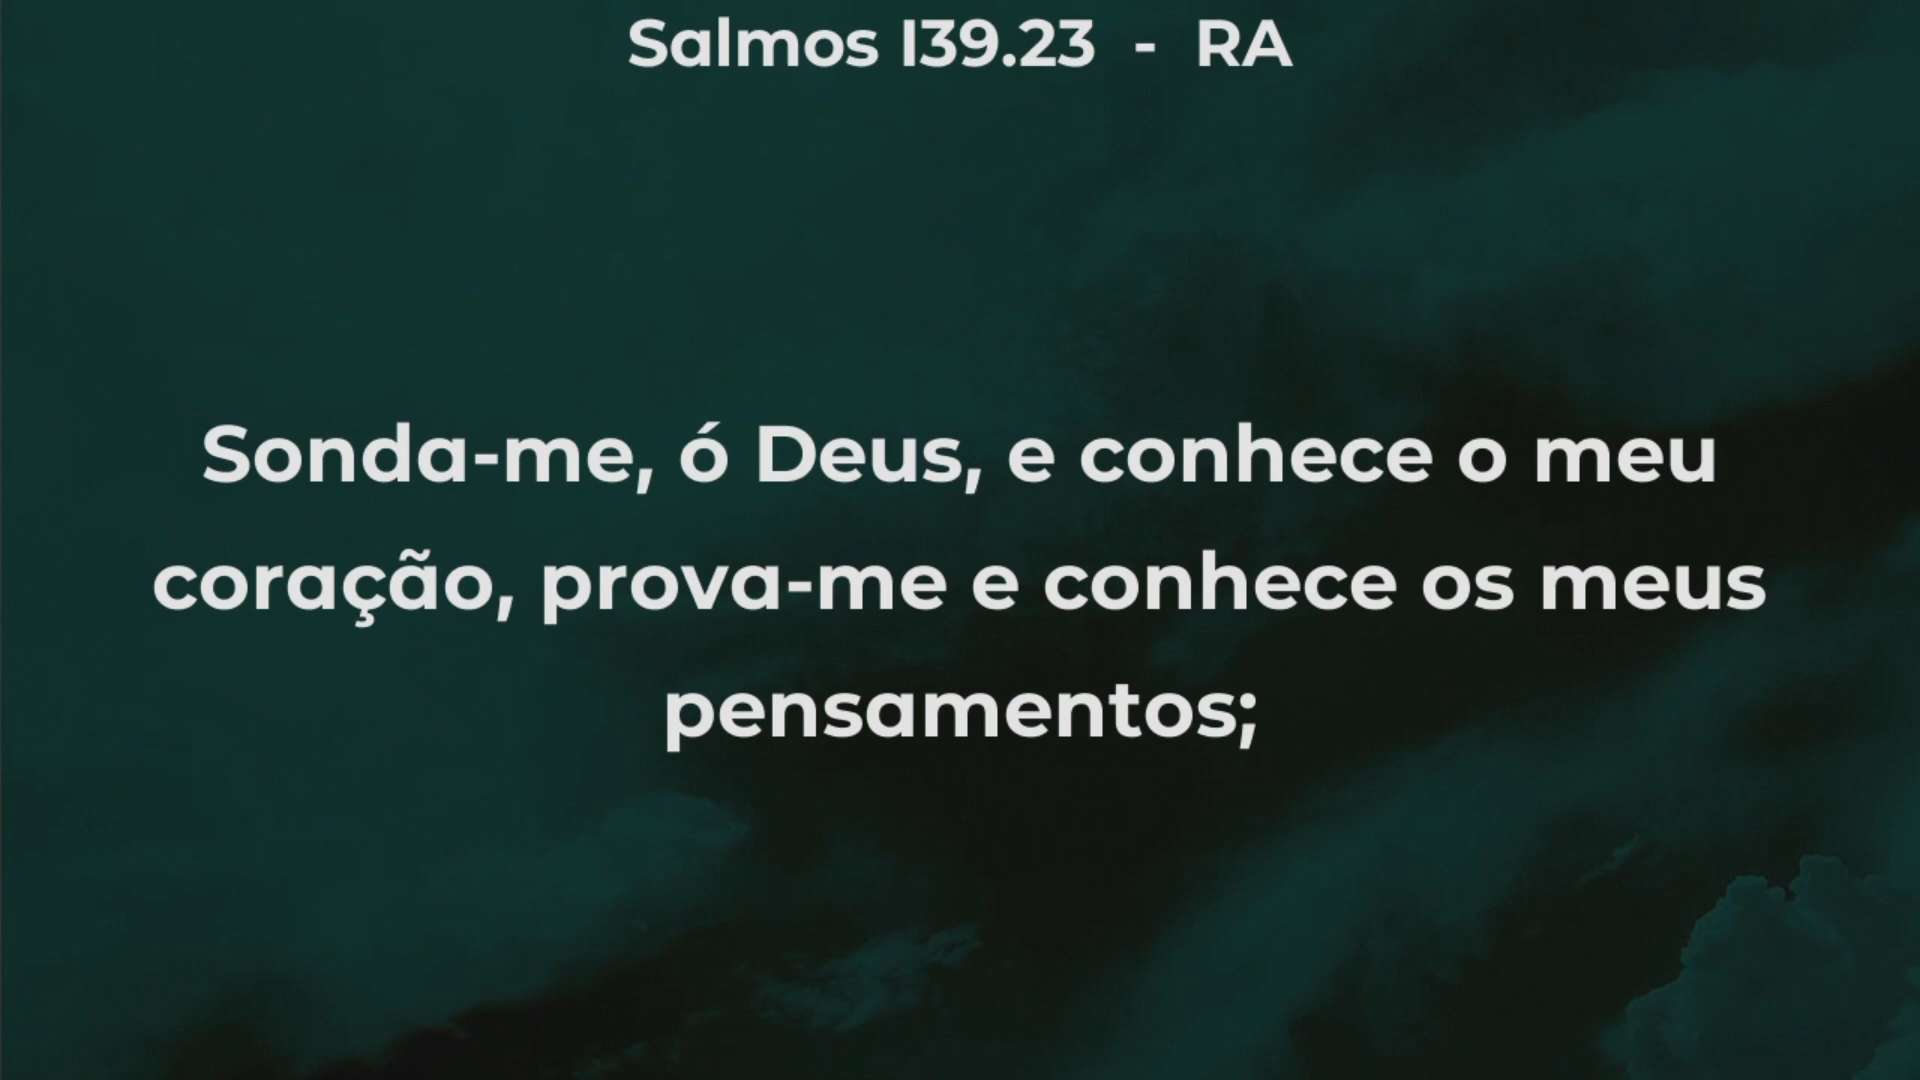 Salmos 139.23 - RA
Sonda-me, ó Deus, e conhece o meu
coração, prova-me e conhece os meus
pensamentos;